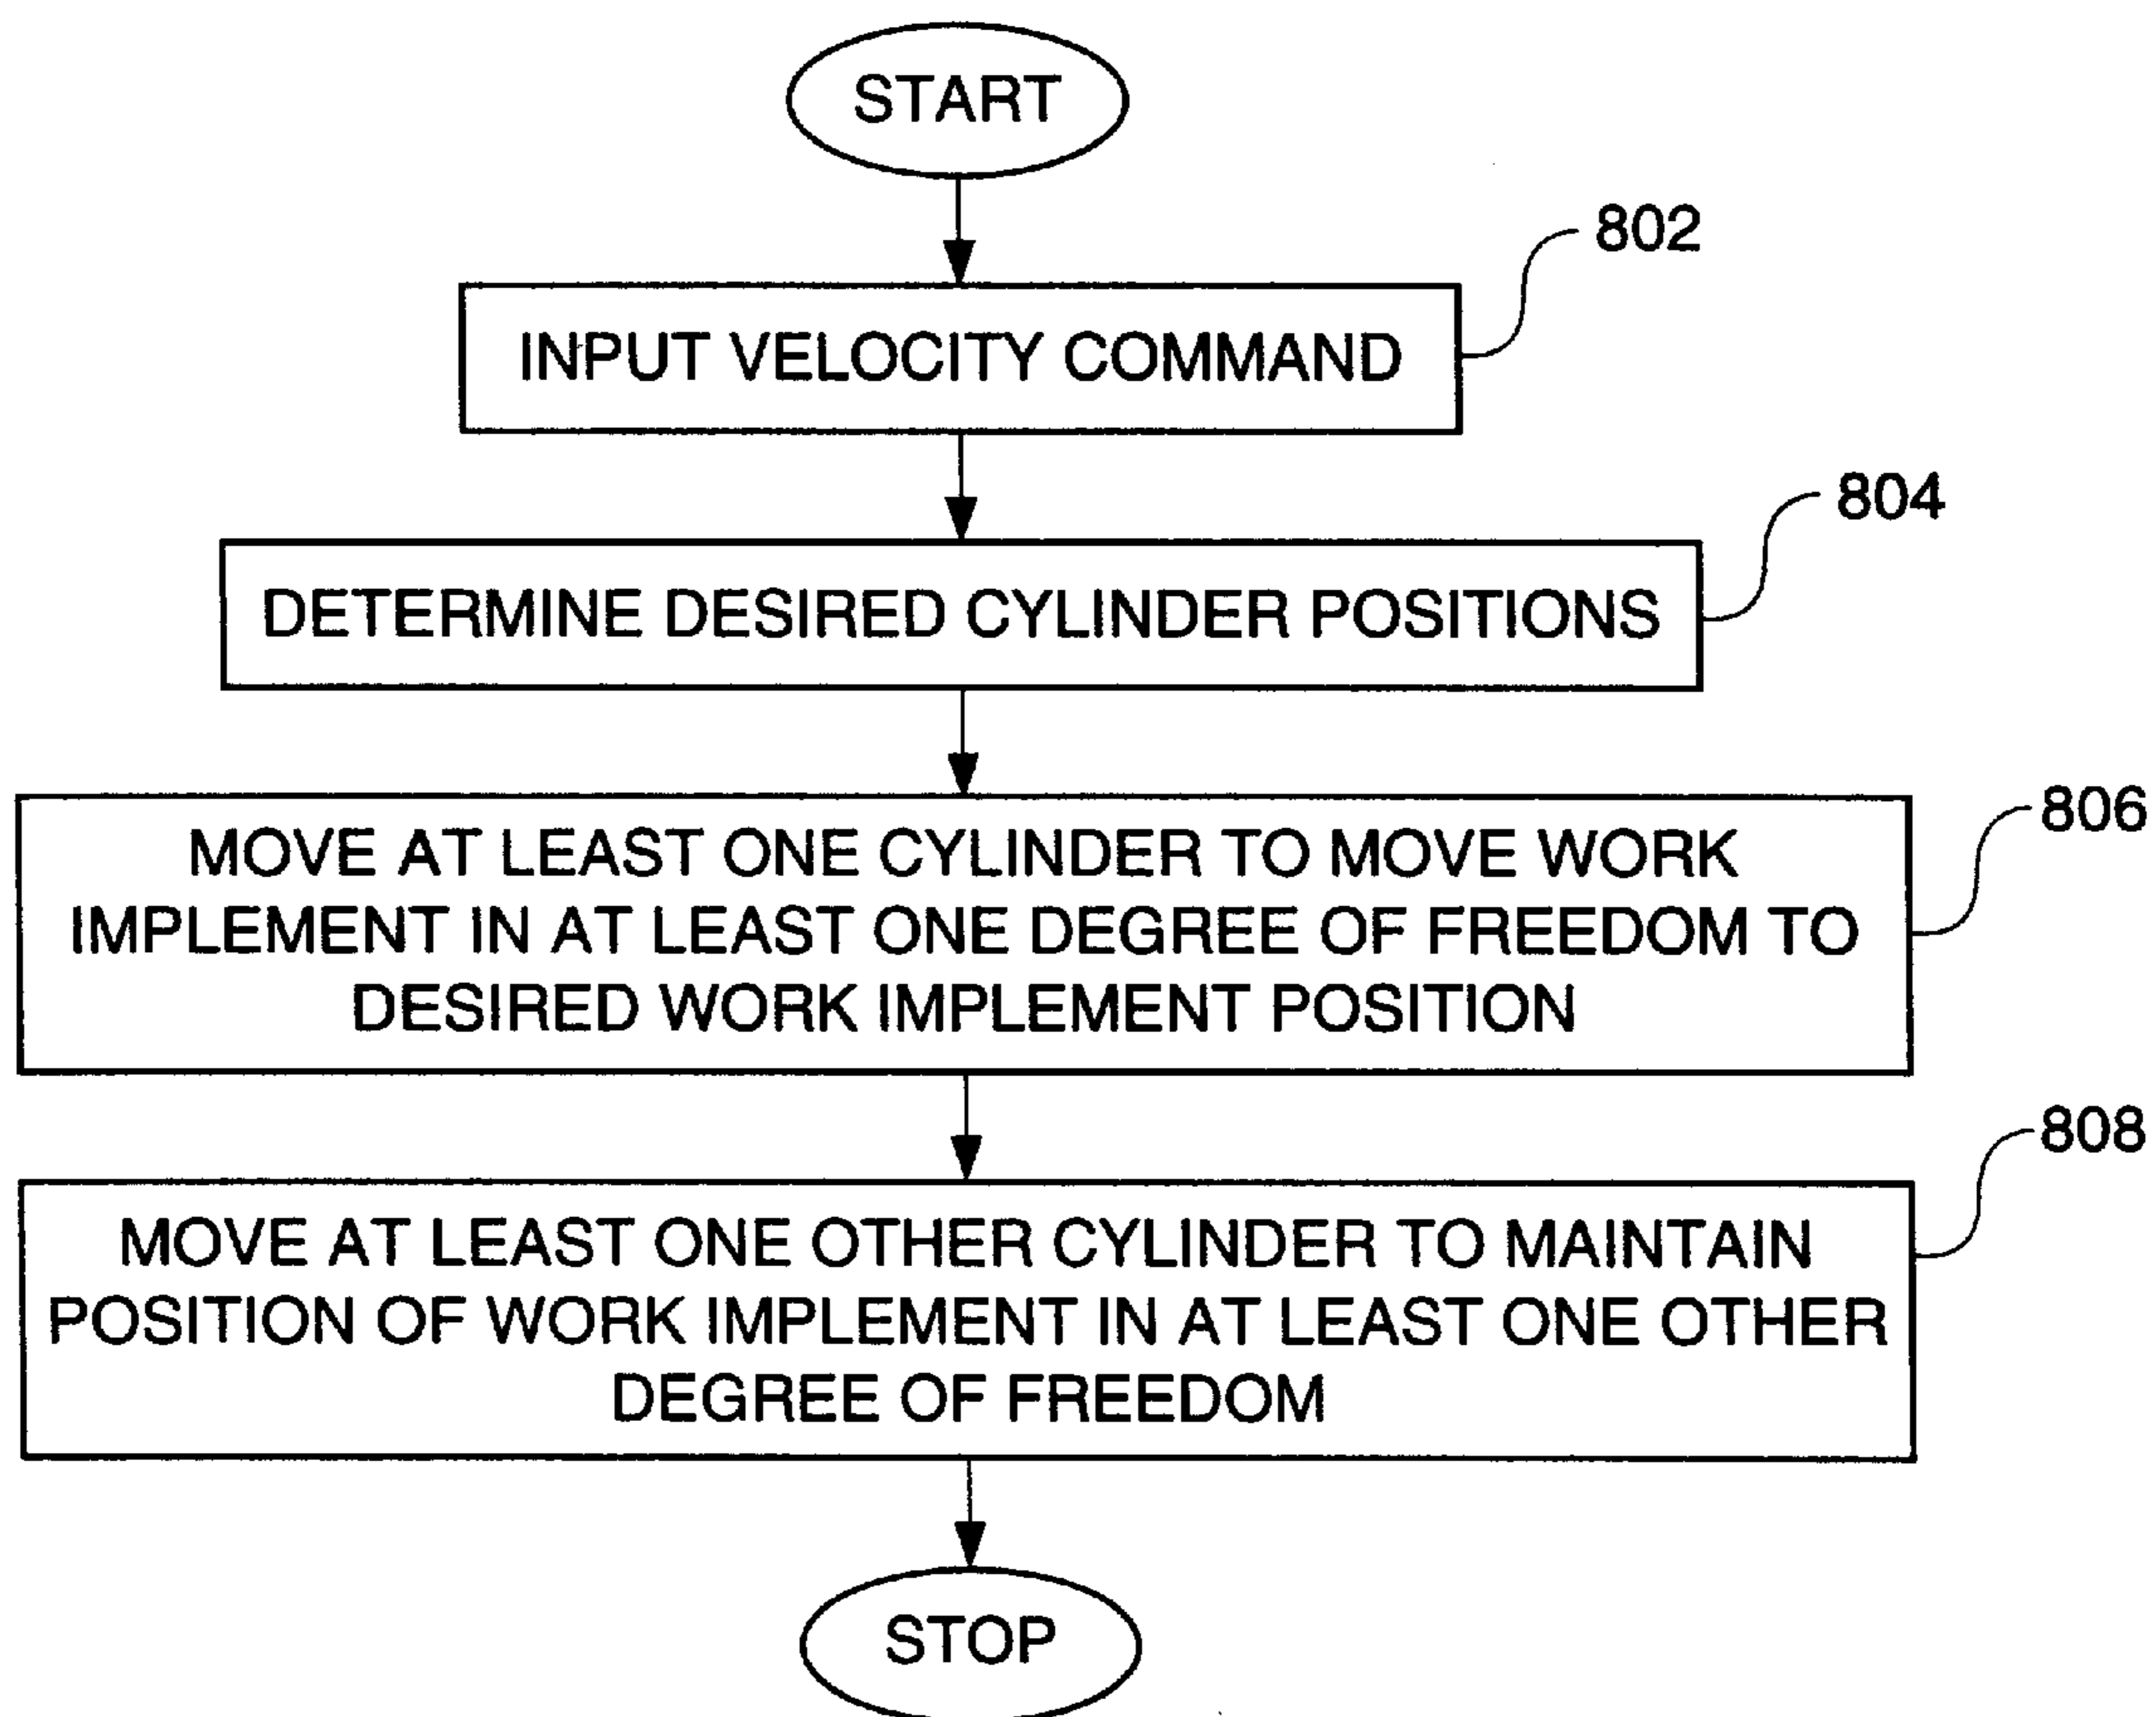 START
802
INPUT VELOCITY COMMAND
804
DETERMINE DESIRED CYLINDER POSITIONS
806
MOVE AT LEAST ONE CYLINDER TO MOVE WORK
IMPLEMENT IN AT LEAST ONE DEGREE OF FREEDOM TO
DESIRED WORK IMPLEMENT POSITION
808
MOVE AT LEAST ONE OTHER CYLINDER TO MAINTAIN
POSITION OF WORK IMPLEMENT IN AT LEAST ONE OTHER
DEGREE OF FREEDOM
STOP